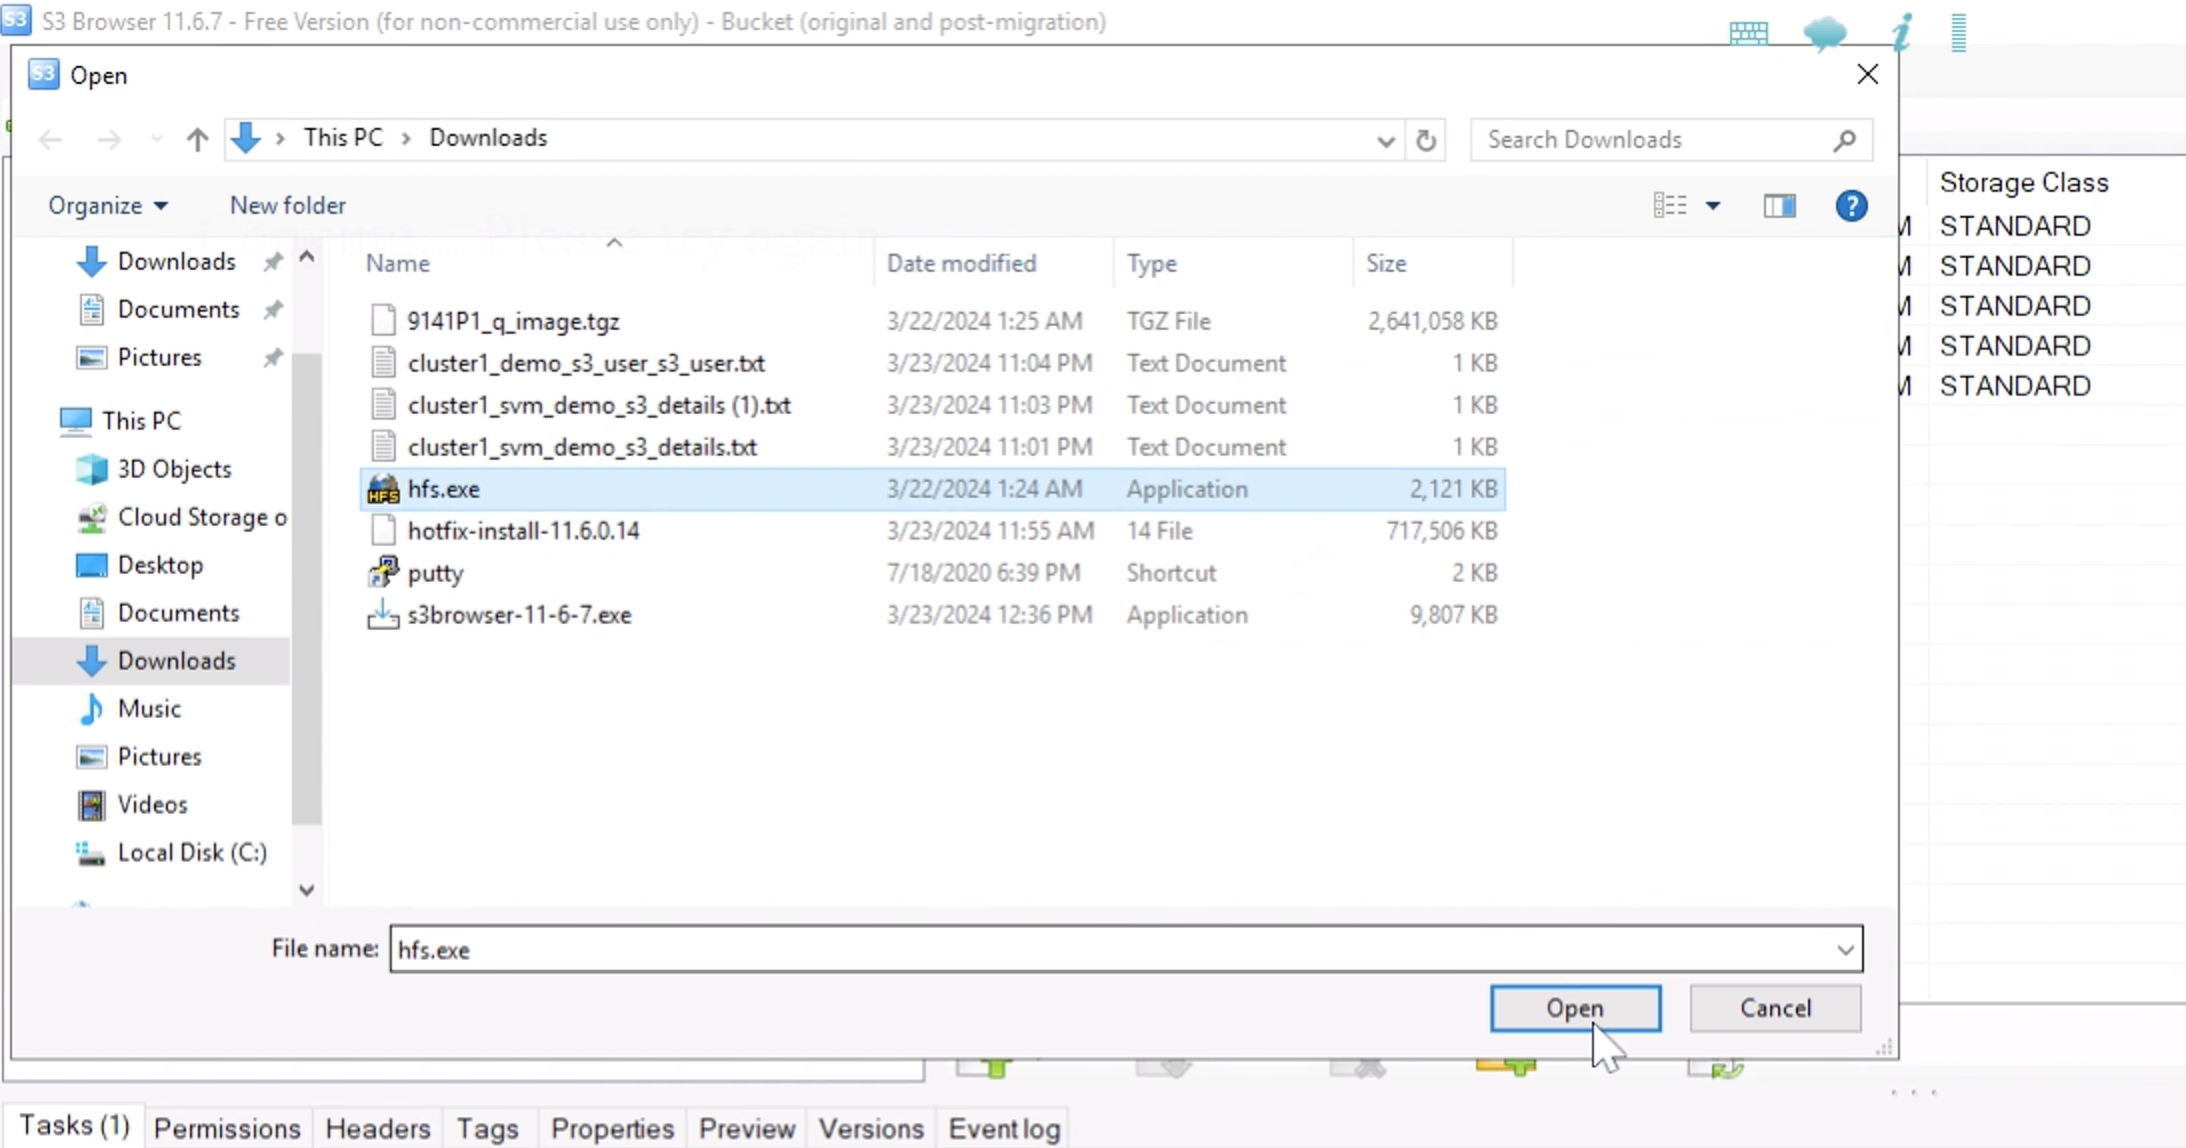 S3 Browser 11.6.7 - Free Version (for non-commercial use only) - Bucket (original and post-migration)
S3 Open
This PC > Downloads
Search Downloads
Organize
New folder
Storage Class
M STANDARD
M STANDARD
M STANDARD
M STANDARD
M STANDARD
Downloads
Documents
Pictures
This PC
3D Objects
Cloud Storage o
Desktop
Documents
Downloads
Music
Pictures
Videos
Local Disk (C:)
Name Date modified Type Size
9141P1_q_image.tgz 3/22/2024 1:25 AM TGZ File 2,641,058 KB
cluster1_demo_s3_user_s3_user.txt 3/23/2024 11:04 PM Text Document 1 KB
cluster1_svm_demo_s3_details (1).txt 3/23/2024 11:03 PM Text Document 1 KB
cluster1_svm_demo_s3_details.txt 3/23/2024 11:01 PM Text Document 1 KB
HFS hfs.exe 3/22/2024 1:24 AM Application 2,121 KB
hotfix-install-11.6.0.14 3/23/2024 11:55 AM 14 File 717,506 KB
putty 7/18/2020 6:39 PM Shortcut 2 KB
s3browser-11-6-7.exe 3/23/2024 12:36 PM Application 9,807 KB
File name: hfs.exe
Open Cancel
Tasks (1) Permissions Headers Tags Properties Preview Versions Event log